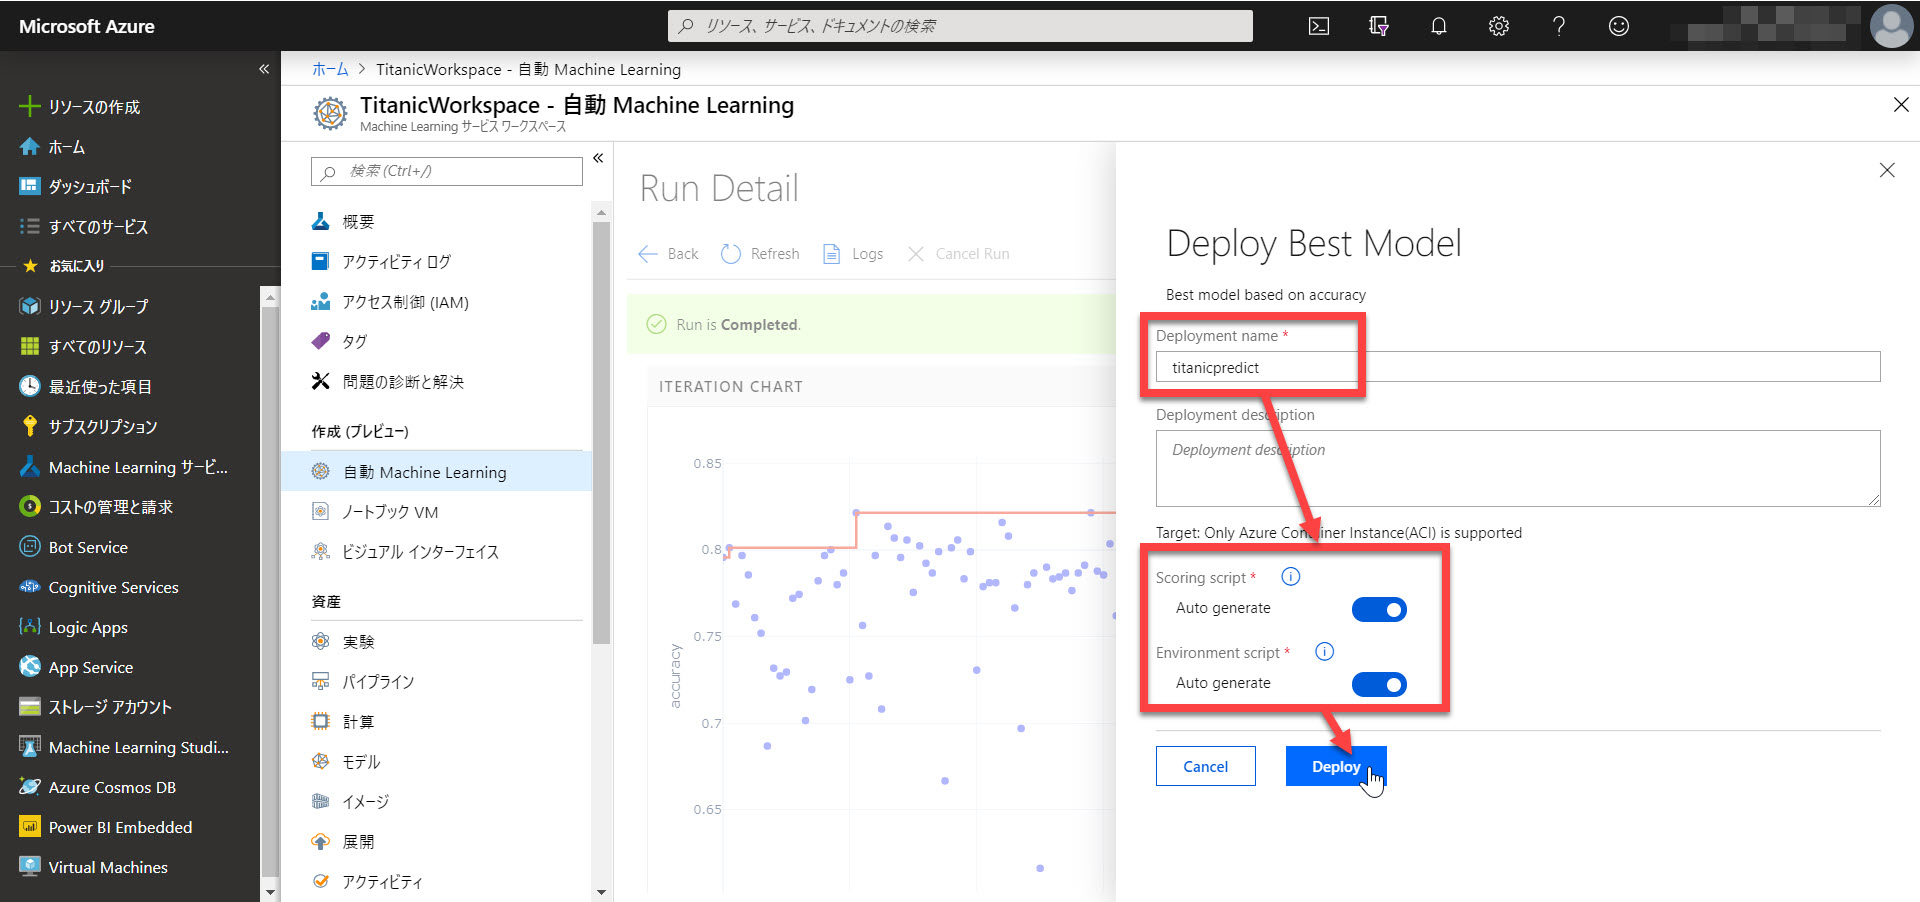 Microsoft Azure
リソース、サービス、ドキュメントの検索
リソースの作成
ホーム
ダッシュボード
すべてのサービス
お気に入り
リソース グループ
すべてのリソース
最近使った項目
サブスクリプション
Machine Learning サービ...
コストの管理と請求
Bot Service
Cognitive Services
Logic Apps
App Service
ストレージ アカウント
Machine Learning Studi...
Azure Cosmos DB
Power BI Embedded
Virtual Machines
ホーム > TitanicWorkspace - 自動 Machine Learning
TitanicWorkspace - 自動 Machine Learning
Machine Learning サービス ワークスペース
検索 (Ctrl+/)
概要
アクティビティ ログ
アクセス制御 (IAM)
タグ
問題の診断と解決
作成 (プレビュー)
自動 Machine Learning
ノートブック VM
ビジュアル インターフェイス
資産
実験
パイプライン
計算
モデル
イメージ
展開
アクティビティ
Run Detail
Back
Refresh
Logs
Cancel Run
Run is Completed.
ITERATION CHART
0.85
0.8
0.75
0.7
0.65
accuracy
Deploy Best Model
Best model based on accuracy
Deployment name *
titanicpredict
Deployment description
Deployment description
Target: Only Azure Container Instance(ACI) is supported
Scoring script *
Auto generate
Environment script *
Auto generate
Cancel
Deploy